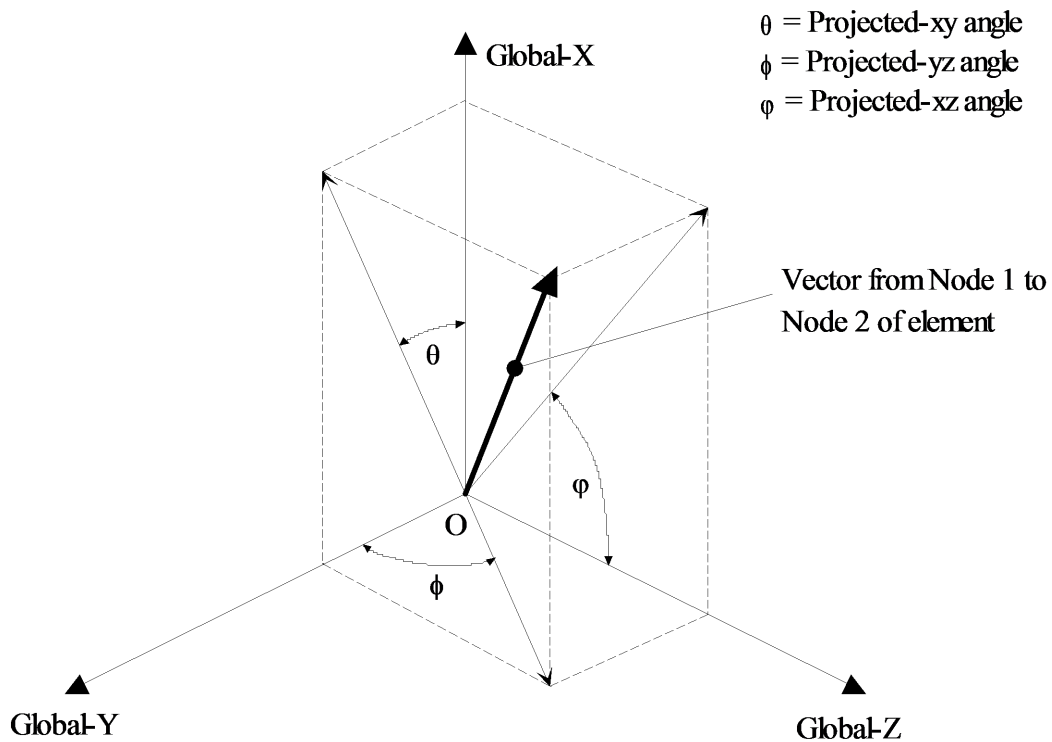 θ = Projected-xy angle
Global-X
ϕ = Projected-yz angle
φ = Projected-xz angle
Vector from Node 1 to
Node 2 of element
θ
φ
O
ϕ
Global-Y
Global-Z